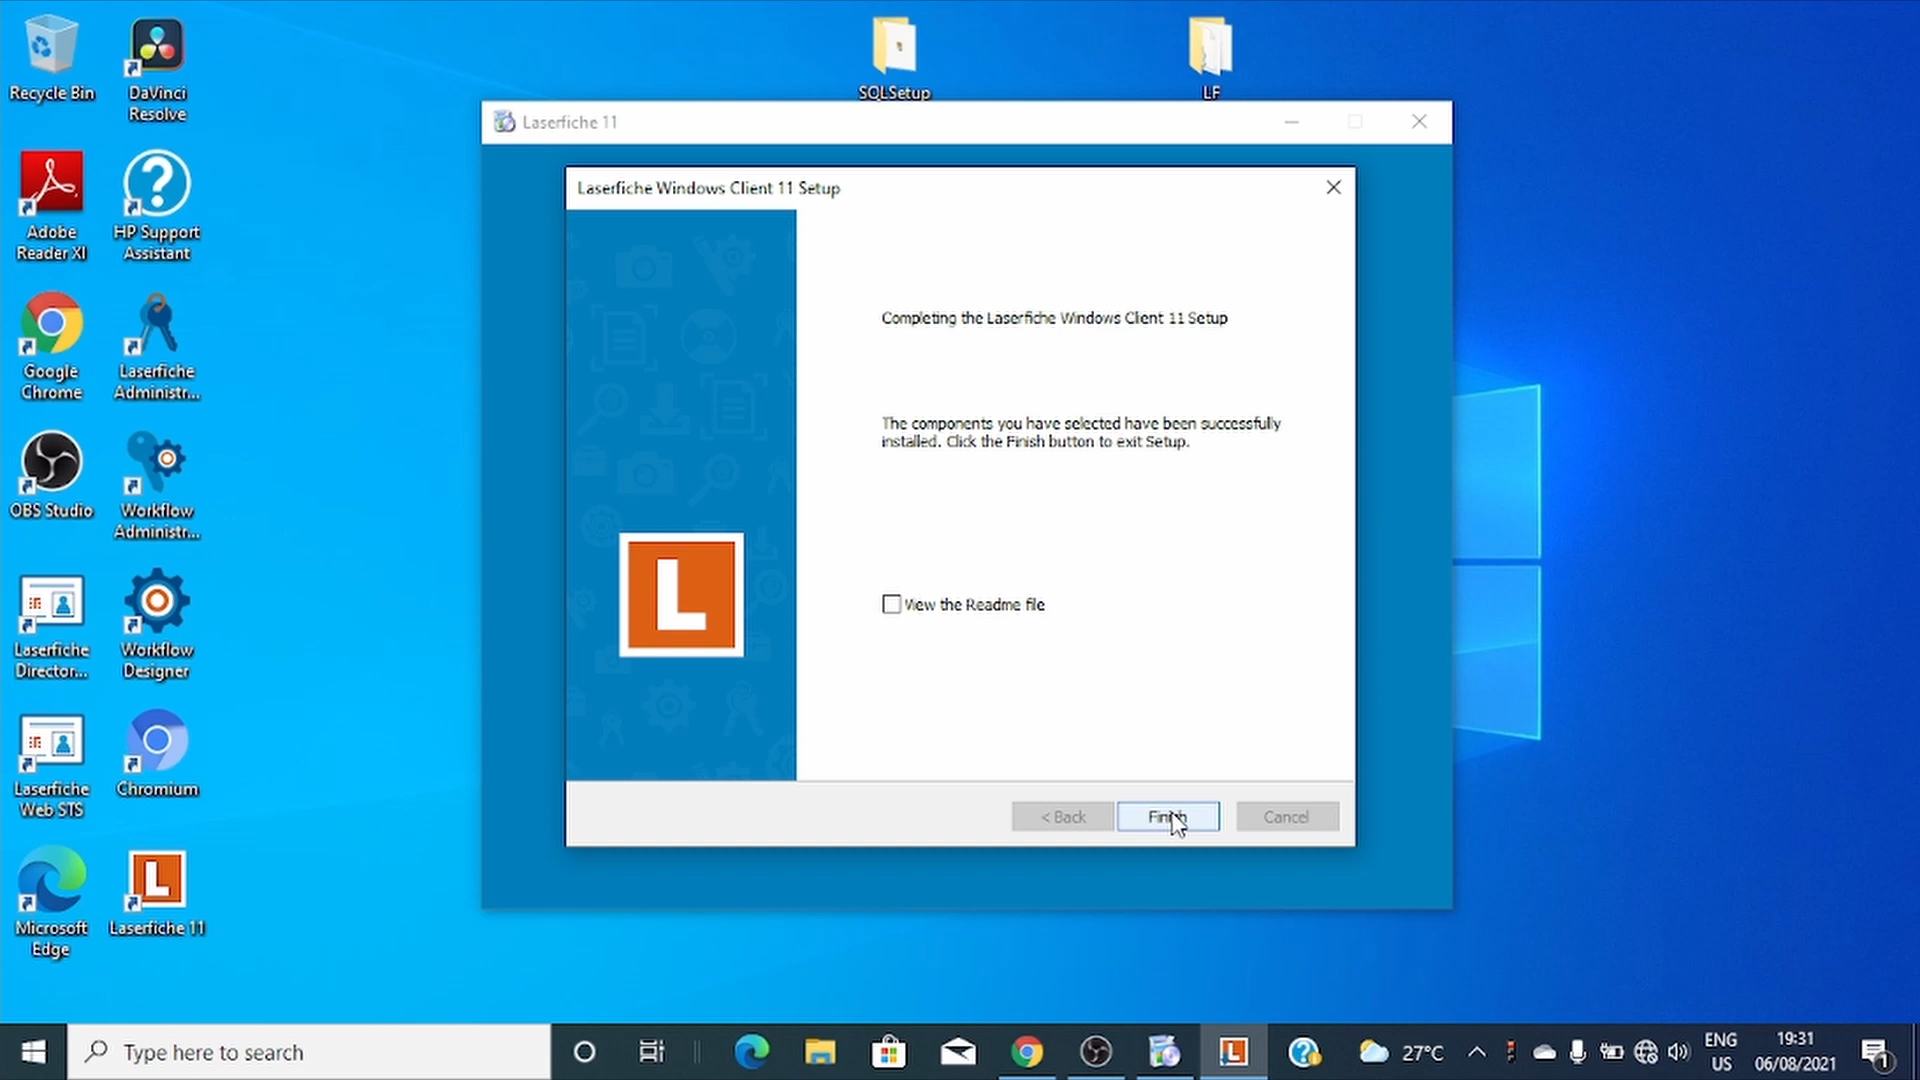 Recycle Bin
DaVinci
Resolve
SQLSetup
LF
Adobe
Reader XI
HP Support
Assistant
Google
Chrome
Laserfiche
Administr...
OBS Studio
Workflow
Administr...
Laserfiche
Director...
Workflow
Designer
Laserfiche
Web STS
Chromium
Microsoft
Edge
Laserfiche 11
Laserfiche 11
Laserfiche Windows Client 11 Setup
Completing the Laserfiche Windows Client 11 Setup
The components you have selected have been successfully
installed. Click the Finish button to exit Setup.
L
View the Readme file
< Back
Finish
Cancel
Type here to search
27°C
ENG
US
19:31
06/08/2021
1